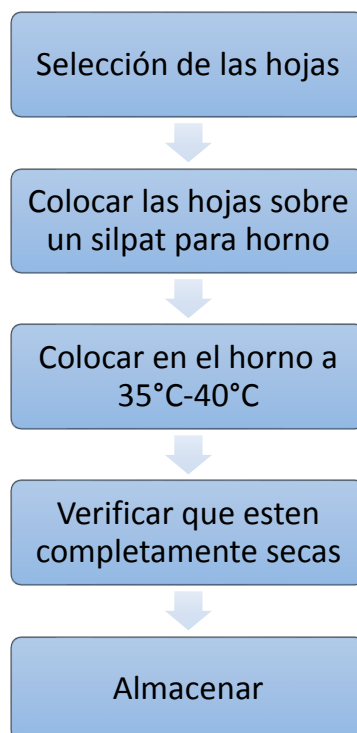 Selección de las hojas
Colocar las hojas sobre
un silpat para horno
Colocar en el horno a
35°C-40°C
Verificar que esten
completamente secas
Almacenar